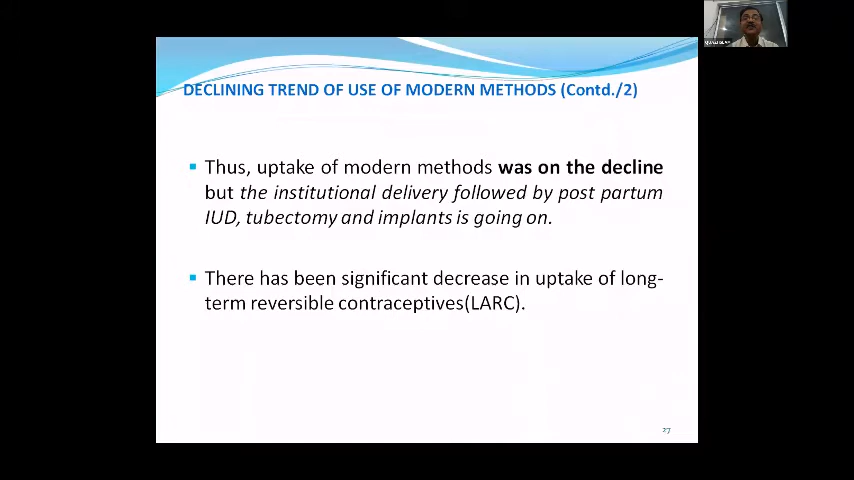 DECLINING TREND OF USE OF MODERN METHODS (Contd./2)
Thus, uptake of modern methods was on the decline
but the institutional delivery followed by post partum
IUD, tubectomy and implants is going on.
There has been significant decrease in uptake of long-
term reversible contraceptives(LARC).
27